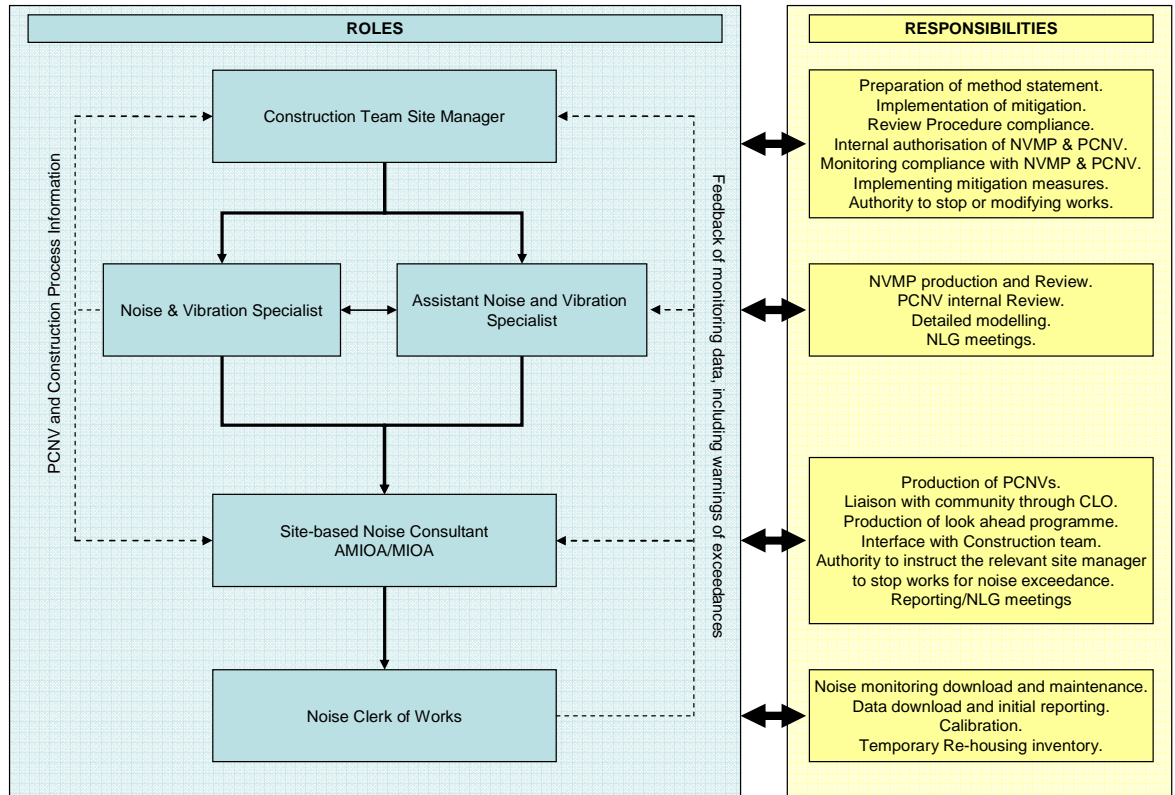 ROLES
RESPONSIBILITIES
Construction Team Site Manager
Preparation of method statement.
Implementation of mitigation.
Review Procedure compliance.
Internal authorisation of NVMP & PCNV.
Monitoring compliance with NVMP & PCNV.
Implementing mitigation measures.
Authority to stop or modifying works.
PCNV and Construction Process Information
Feedback of monitoring data, including warnings of exceedances
Noise & Vibration Specialist
Assistant Noise and Vibration
Specialist
NVMP production and Review.
PCNV internal Review.
Detailed modelling.
NLG meetings.
Site-based Noise Consultant
AMIOA/MIOA
Production of PCNVs.
Liaison with community through CLO.
Production of look ahead programme.
Interface with Construction team.
Authority to instruct the relevant site manager
to stop works for noise exceedance.
Reporting/NLG meetings
Noise Clerk of Works
Noise monitoring download and maintenance.
Data download and initial reporting.
Calibration.
Temporary Re-housing inventory.